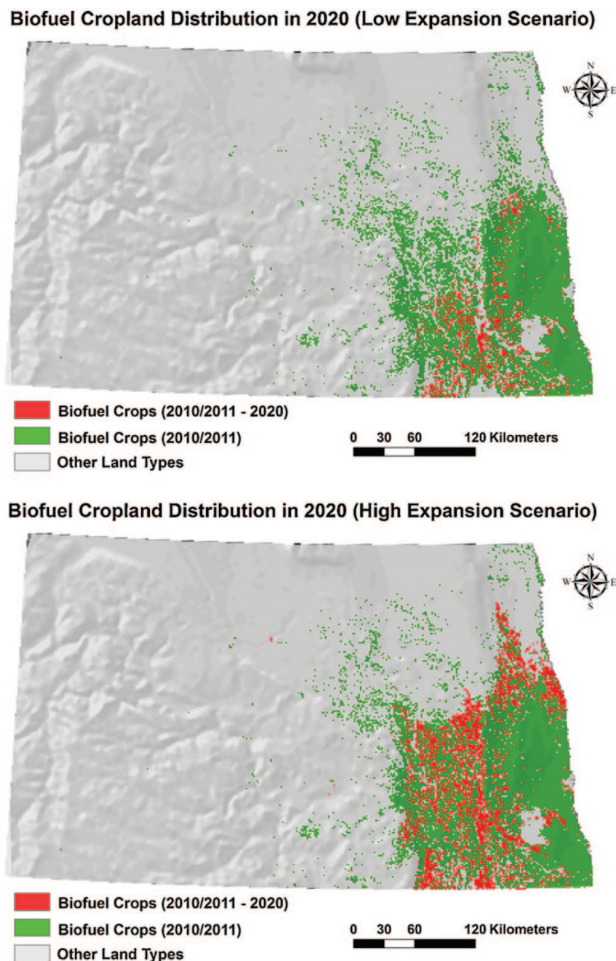 Biofuel Cropland Distribution in 2020 (Low Expansion Scenario)
N
W E
S
Biofuel Crops (2010/2011 - 2020)
Biofuel Crops (2010/2011)
Other Land Types
0 30 60 120 Kilometers
Biofuel Cropland Distribution in 2020 (High Expansion Scenario)
N
W E
S
Biofuel Crops (2010/2011 - 2020)
Biofuel Crops (2010/2011)
Other Land Types
0 30 60 120 Kilometers